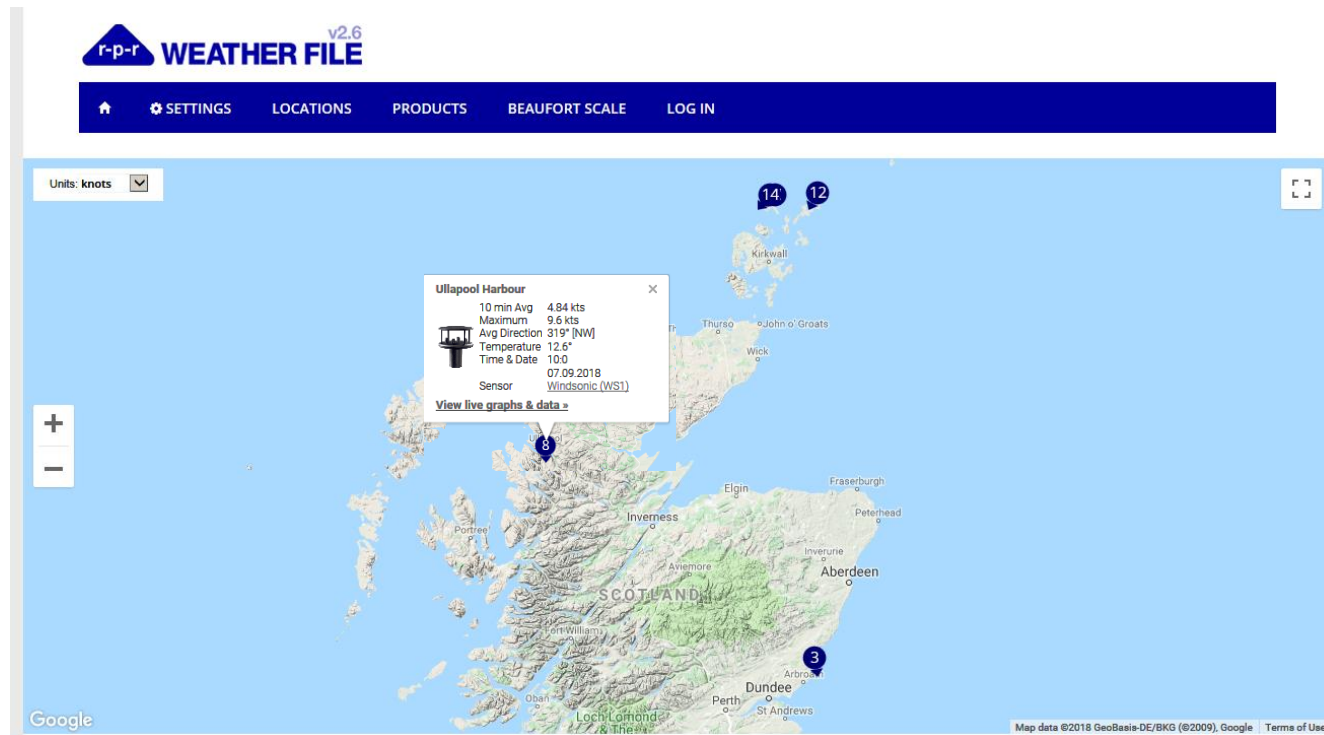 v2.6
r-p-r WEATHER FILE
SETTINGS LOCATIONS PRODUCTS BEAUFORT SCALE LOG IN
Units: knots
14 12
Kirkwall
Ullapool Harbour ×
10 min Avg 4.84 kts
Maximum 9.6 kts
Avg Direction 319° [NW]
Temperature 12.6°
Time & Date 10:0
07.09.2018
Sensor Windsonic (WS1)
View live graphs & data »
Thurso John o' Groats
Wick
+
8
−
Elgin Fraserburgh
Peterhead
Inverness
Portree
Inverurie
Aviemore
Aberdeen
SCOTLAND
Fort William
3
Arbroath
Dundee
Perth
Oban
St Andrews
Loch Lomond
& The
Google
Map data ©2018 GeoBasis-DE/BKG (©2009), Google Terms of Use